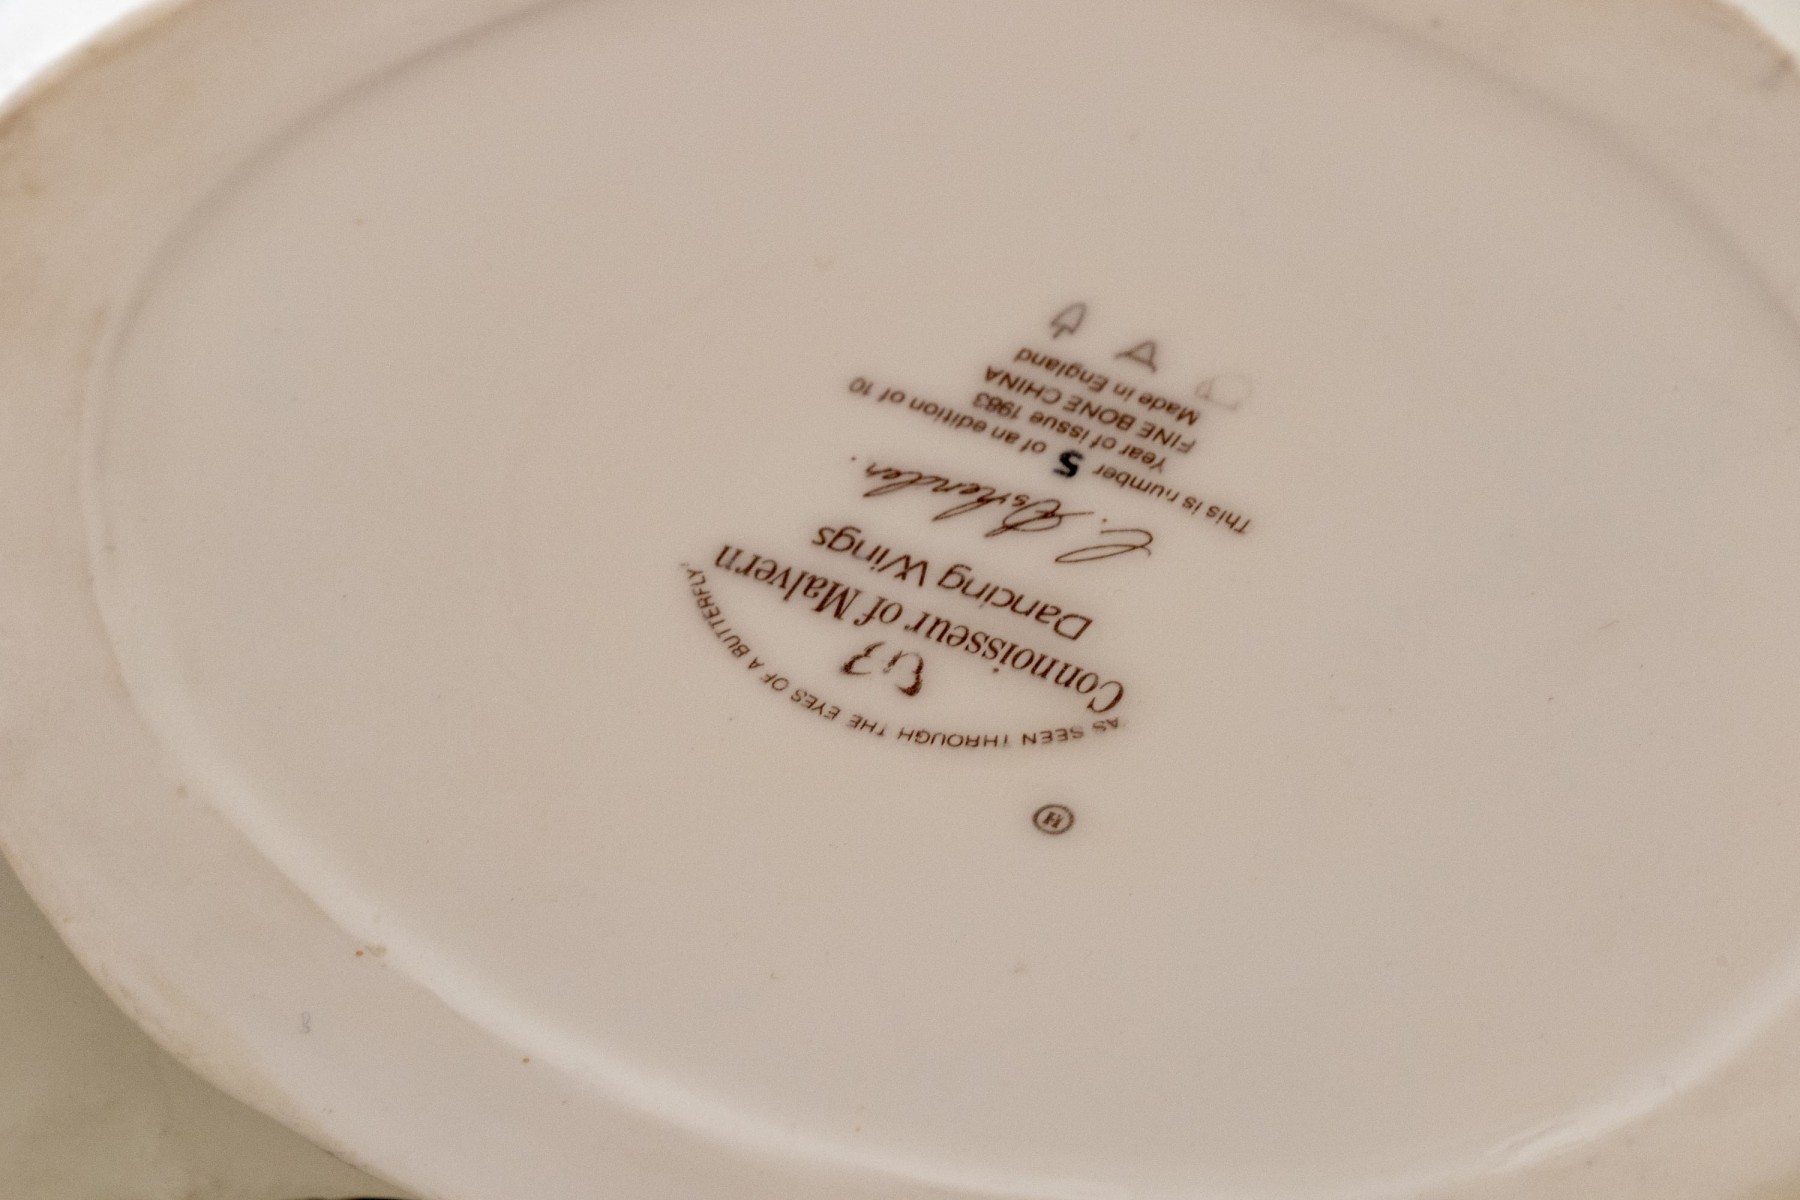 Ⓗ
'AS SEEN THROUGH THE EYES OF A BUTTERFLY'
Connoisseur of Malvern
Dancing Wings
C. Ashenden.
This is number 5 of an edition of 10
Year of issue 1983
FINE BONE CHINA
Made in England